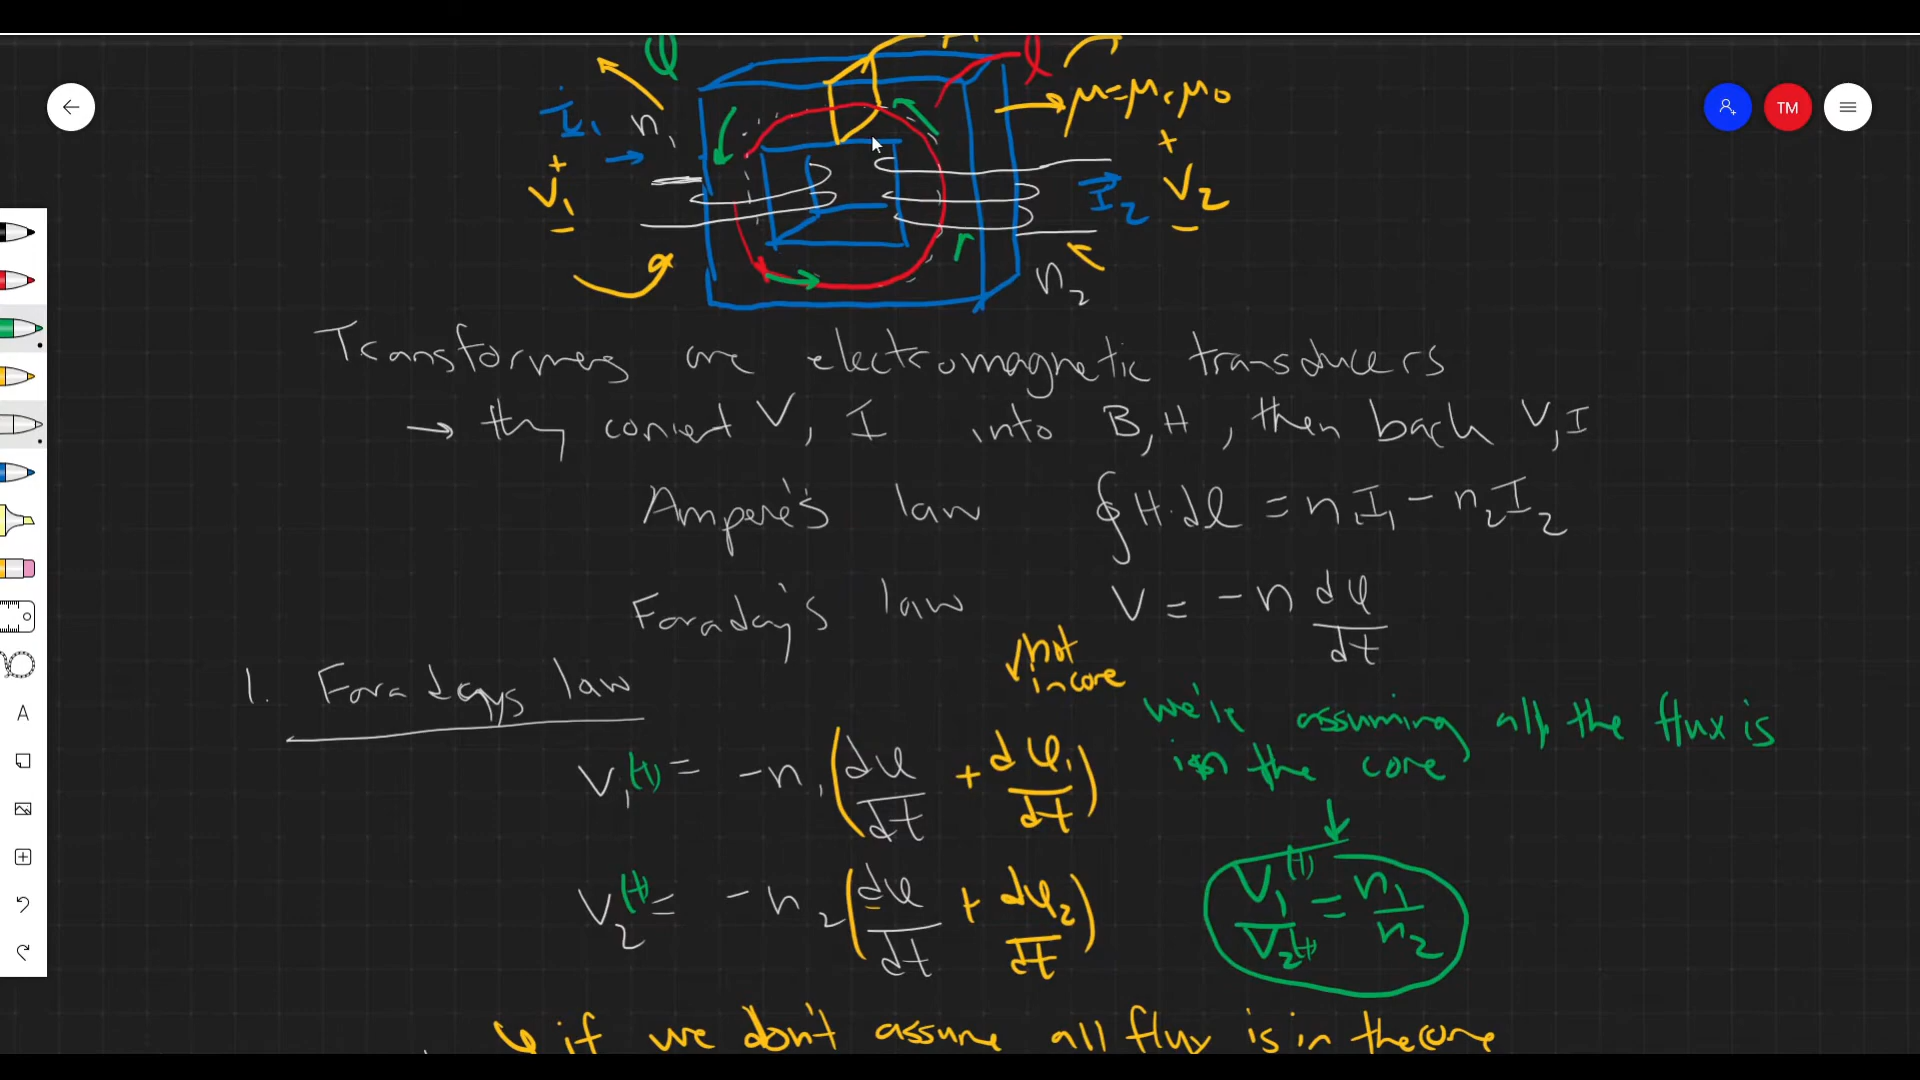 φ
l
I₁
n₁
μ=μᵣμ₀
+
V₁
−
+
V₂
−
I₂
r
n₂
TM
Transformers are electromagnetic transducers
→ they convert V, I into B, H, then back V, I
Ampere's law ∮H·dl = n₁I₁ − n₂I₂
Faraday's law V = −n dφ/dt
not
in core
1. Faradays law
we're assuming all the flux is
in the core
V₁(t) = −n₁(dφ/dt + dφ₁/dt)
V₂(t) = −n₂(dφ/dt + dφ₂/dt)
V₁(t)/V₂(t) = n₁/n₂
↳ if we don't assume all flux is in the core
A